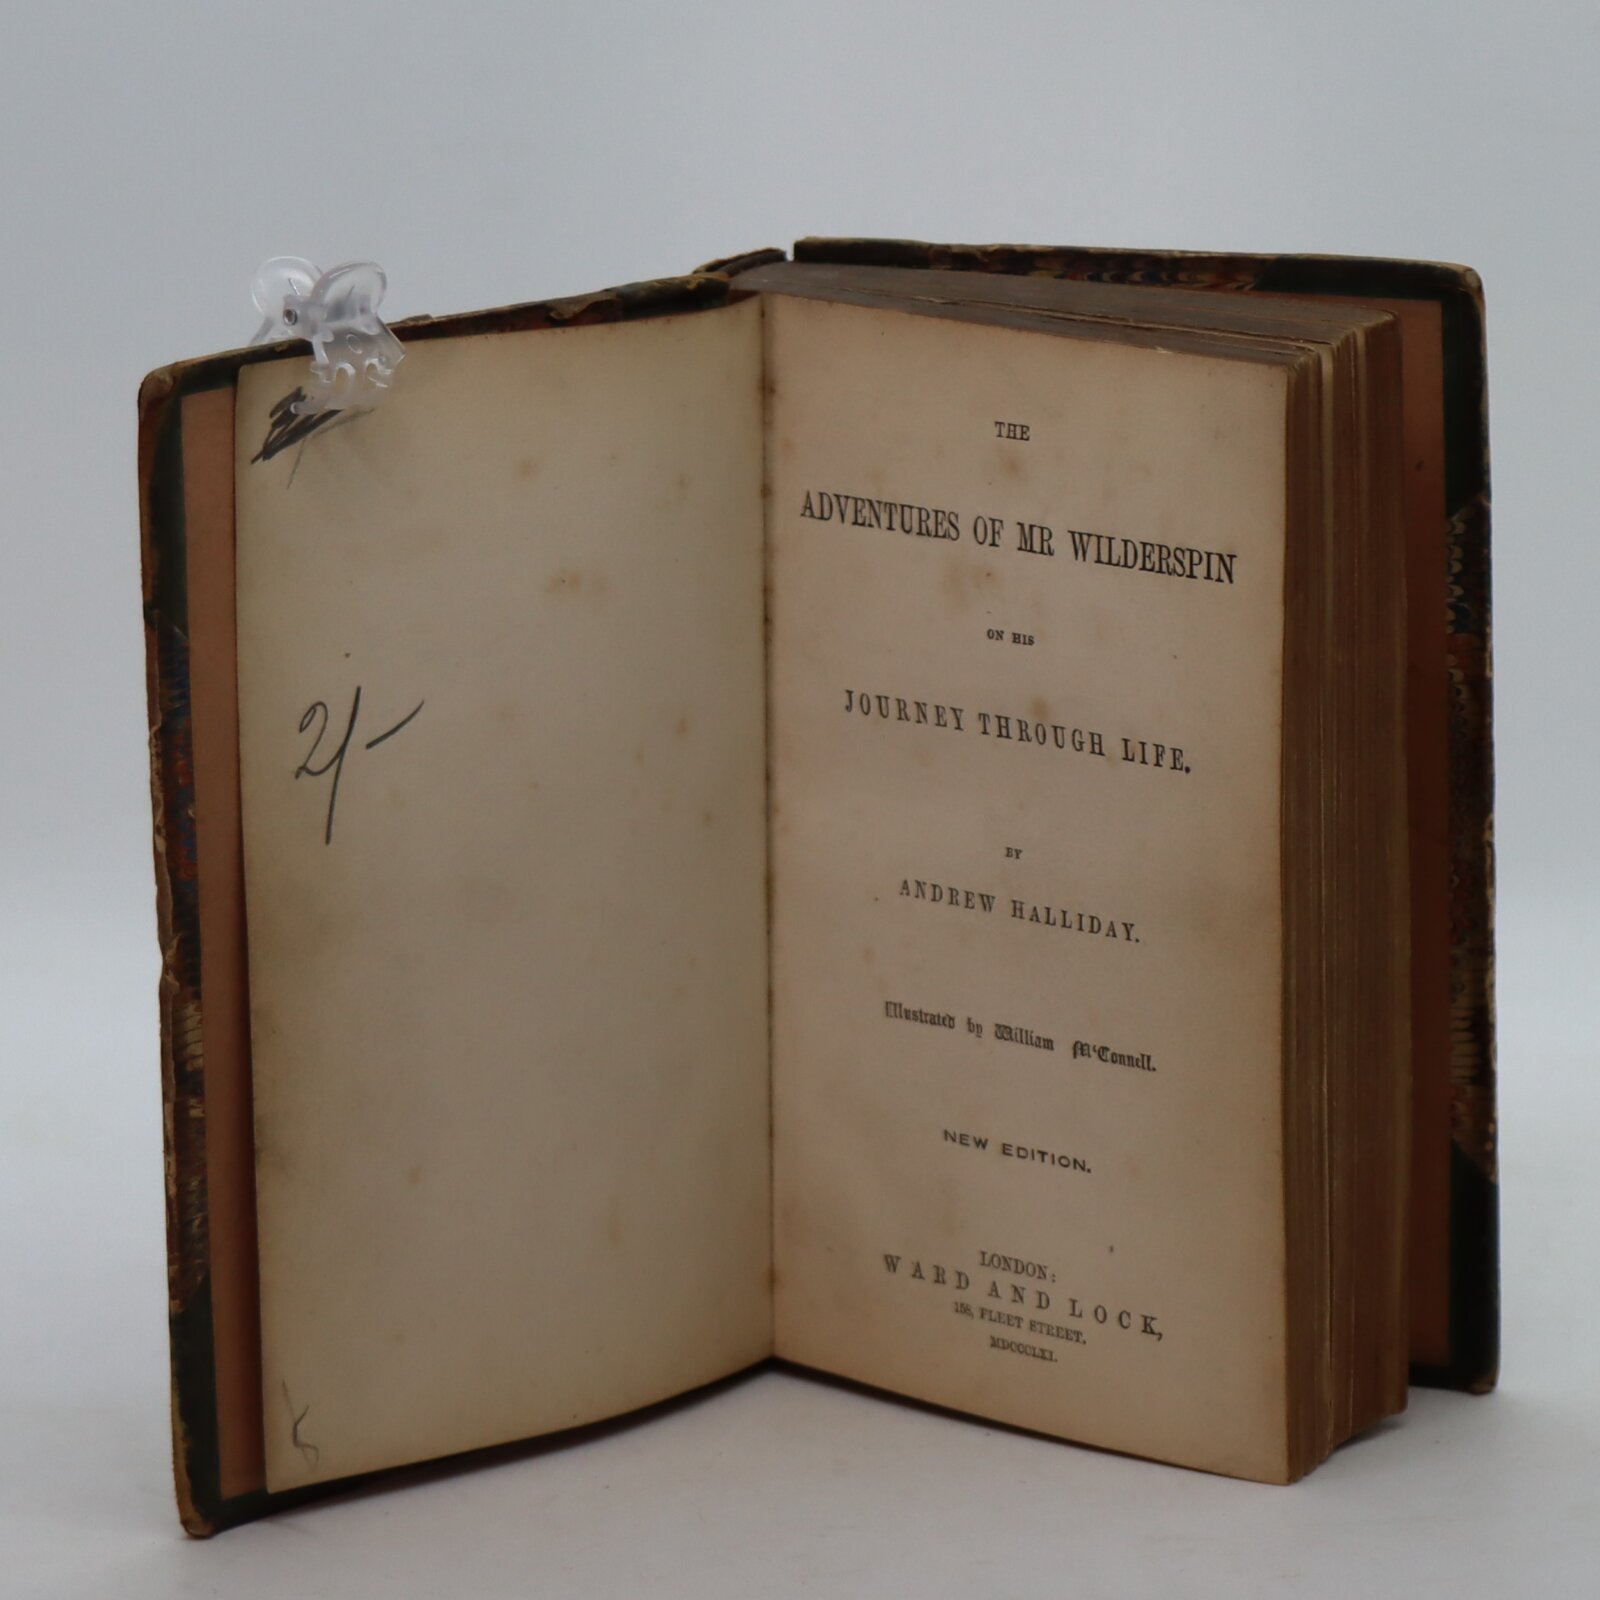 2/-
THE
ADVENTURES OF MR WILDERSPIN
ON HIS
JOURNEY THROUGH LIFE.
BY
ANDREW HALLIDAY.
Illustrated by William M'Connell.
NEW EDITION.
LONDON:
WARD AND LOCK,
158, FLEET STREET.
MDCCCLXI.